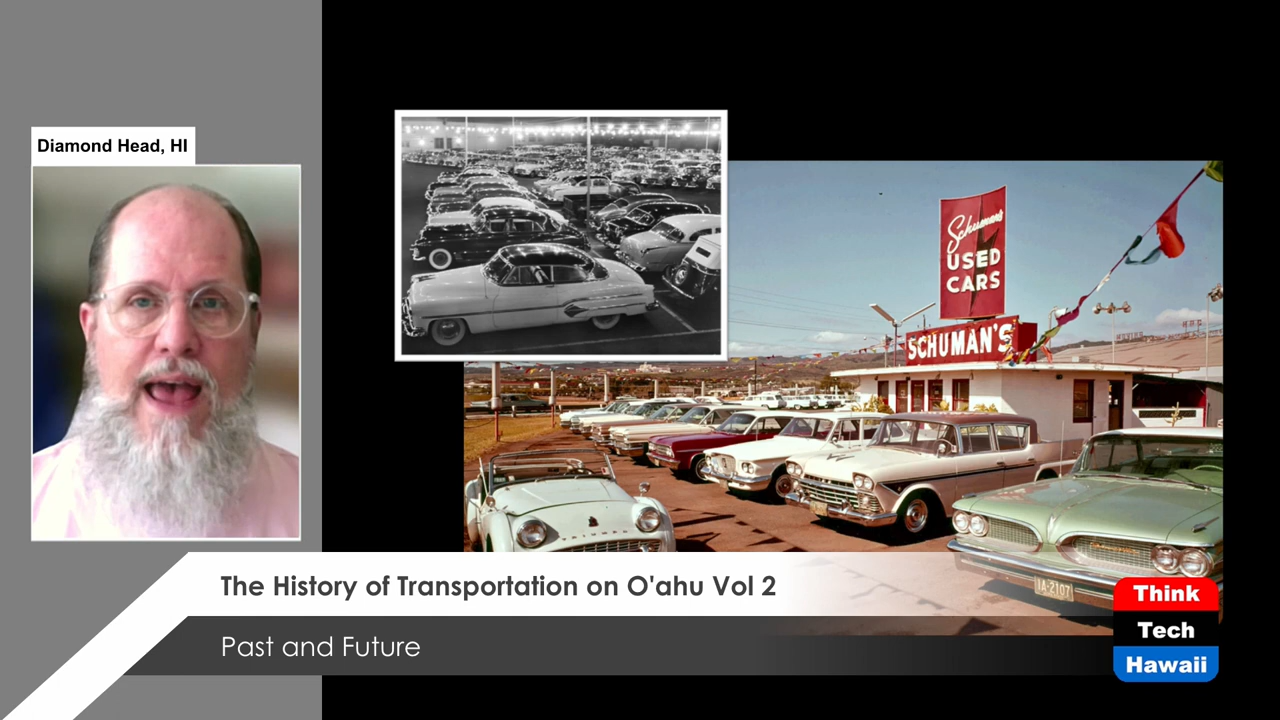 Diamond Head, HI
Schuman's
USED
CARS
SCHUMAN'S
1A-2107
The History of Transportation on O'ahu Vol 2
Past and Future
Think
Tech
Hawaii